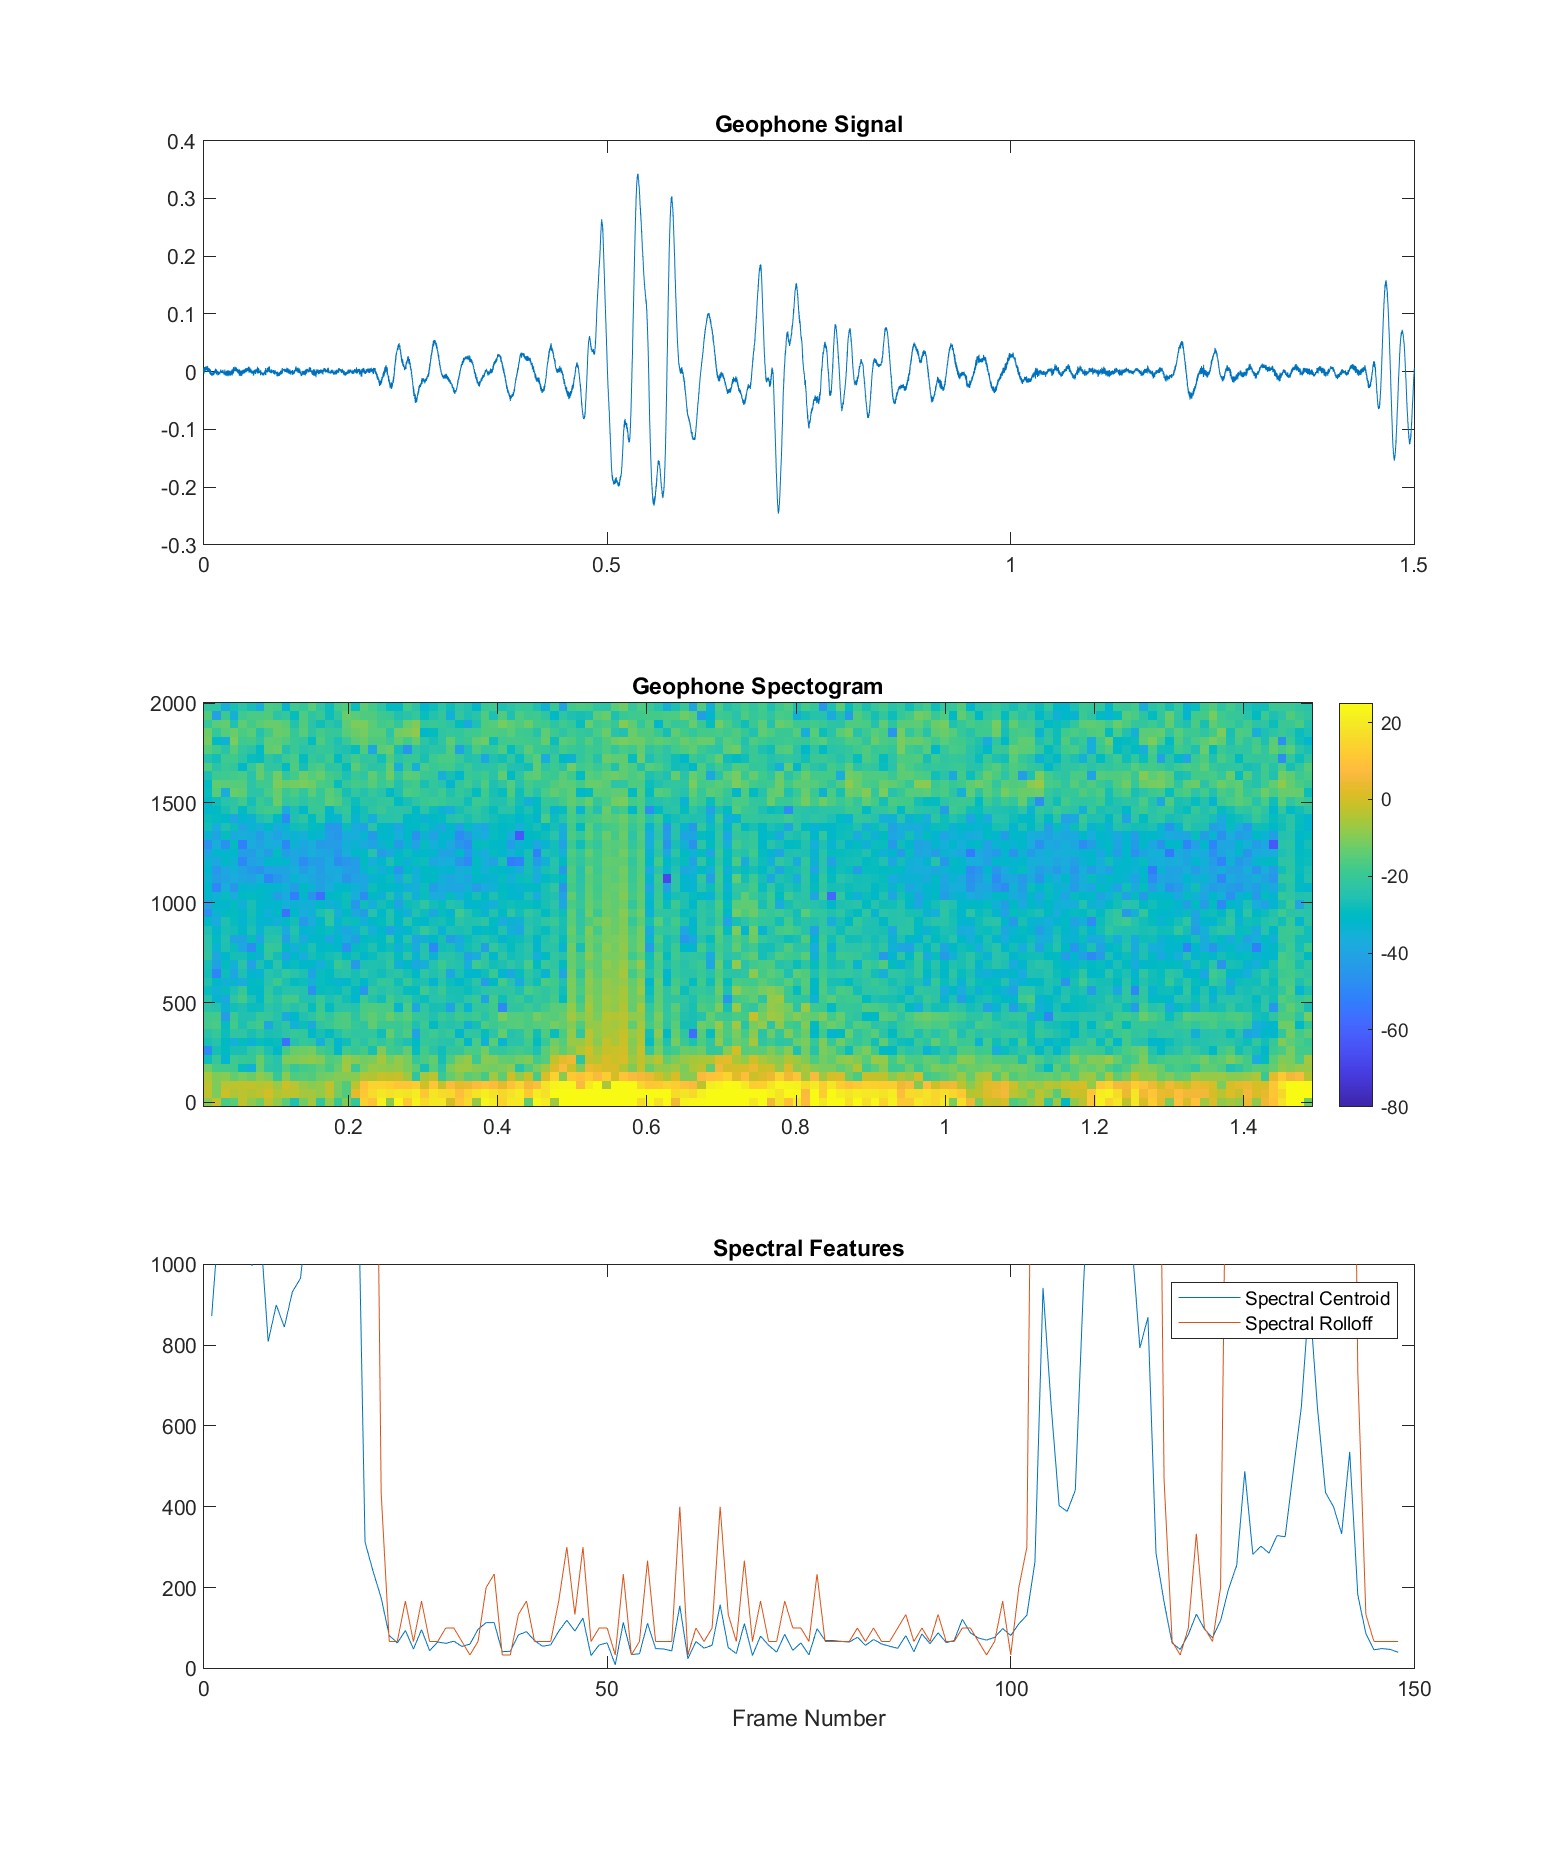 Geophone Signal
0.4
0.3
0.2
0.1
0
-0.1
-0.2
-0.3
0 0.5 1 1.5
Geophone Spectogram
2000
1500
1000
500
0
0.2 0.4 0.6 0.8 1 1.2 1.4
20
0
-20
-40
-60
-80
Spectral Features
1000
800
600
400
200
0
Spectral Centroid
Spectral Rolloff
0 50 100 150
Frame Number